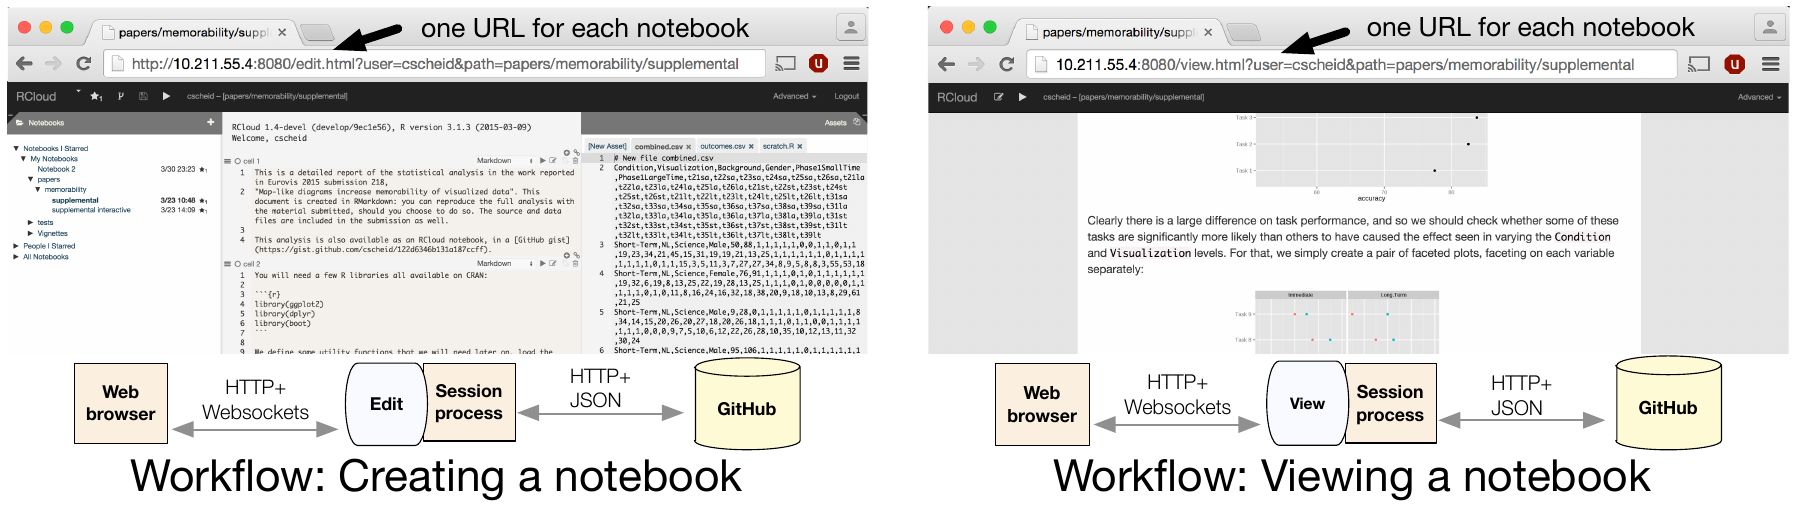 papers/memorability/suppl
one URL for each notebook
http://10.211.55.4:8080/edit.html?user=cscheid&path=papers/memorability/supplemental
RCloud
cscheid – [papers/memorability/supplemental]
Advanced
Logout
Notebooks
Assets
Notebooks I Starred
My Notebooks
Notebook 2 3/30 23:23
papers
memorability
supplemental 3/23 10:48
supplemental interactive 3/23 14:09
tests
Vignettes
People I Starred
All Notebooks
RCloud 1.4-devel (develop/9ec1e56), R version 3.1.3 (2015-03-09)
Welcome, cscheid
cell 1 Markdown
1 This is a detailed report of the statistical analysis in the work reported
in Eurovis 2015 submission 218,
2 "Map-like diagrams increase memorability of visualized data". This
document is created in RMarkdown: you can reproduce the full analysis with
the material submitted, should you choose to do so. The source and data
files are included in the submission as well.
3
4 This analysis is also available as an RCloud notebook, in a [GitHub gist]
(https://gist.github.com/cscheid/122d6346b131a187ccff).
cell 2 Markdown
1 You will need a few R libraries all available on CRAN:
2
3 ```{r}
4 library(ggplot2)
5 library(dplyr)
6 library(boot)
7 ```
8
9 We define some utility functions that we will need later on, load the
[New Asset] combined.csv outcomes.csv scratch.R
1 # New file combined.csv
2 Condition,Visualization,Background,Gender,Phase1SmallTime
,Phase1LargeTime,t21sa,t22sa,t23sa,t24sa,t25sa,t26sa,t21la
,t22la,t23la,t24la,t25la,t26la,t21st,t22st,t23st,t24st
,t25st,t26st,t21lt,t22lt,t23lt,t24lt,t25lt,t26lt,t31sa
,t32sa,t33sa,t34sa,t35sa,t36sa,t37sa,t38sa,t39sa,t31la
,t32la,t33la,t34la,t35la,t36la,t37la,t38la,t39la,t31st
,t32st,t33st,t34st,t35st,t36st,t37st,t38st,t39st,t31lt
,t32lt,t33lt,t34lt,t35lt,t36lt,t37lt,t38lt,t39lt
3 Short-Term,NL,Science,Male,50,88,1,1,1,1,1,0,0,1,1,0,1,1
,19,23,34,21,45,15,31,19,19,21,13,25,1,1,1,1,1,1,0,1,1,1,1
,1,1,1,1,0,1,1,15,3,5,11,3,7,27,27,34,8,9,5,8,8,3,55,53,18
4 Short-Term,NL,Science,Female,76,91,1,1,1,0,1,0,1,1,1,1,1,1
,19,32,6,19,8,13,25,22,19,28,13,25,1,1,1,1,1,1,0,0,0,1,1
,1,1,1,0,1,0,11,8,16,24,16,32,18,38,20,9,18,10,13,8,29,61
,21,25
5 Short-Term,NL,Science,Male,9,28,0,1,1,1,1,1,0,1,1,1,1,1,8
,34,14,15,20,26,20,27,18,20,26,18,1,1,1,0,1,1,0,0,1,1,1,1
,1,1,1,1,0,0,0,9,7,5,10,6,12,22,26,28,10,35,10,12,13,11,32
,30,24
6 Short-Term,NL,Science,Male,95,106,1,1,1,1,1,0,1,1,1,1,1,1
Web
browser
HTTP+
Websockets
Edit
Session
process
HTTP+
JSON
GitHub
Workflow: Creating a notebook
papers/memorability/supp
one URL for each notebook
10.211.55.4:8080/view.html?user=cscheid&path=papers/memorability/supplemental
RCloud
cscheid – [papers/memorability/supplemental]
Advanced
Task 3
Task 2
Task 1
60 70 80
accuracy
Clearly there is a large difference on task performance, and so we should check whether some of these
tasks are significantly more likely than others to have caused the effect seen in varying the Condition
and Visualization levels. For that, we simply create a pair of faceted plots, faceting on each variable
separately:
Immediate Long.Term
Task 9
Task 8
Web
browser
HTTP+
Websockets
View
Session
process
HTTP+
JSON
GitHub
Workflow: Viewing a notebook